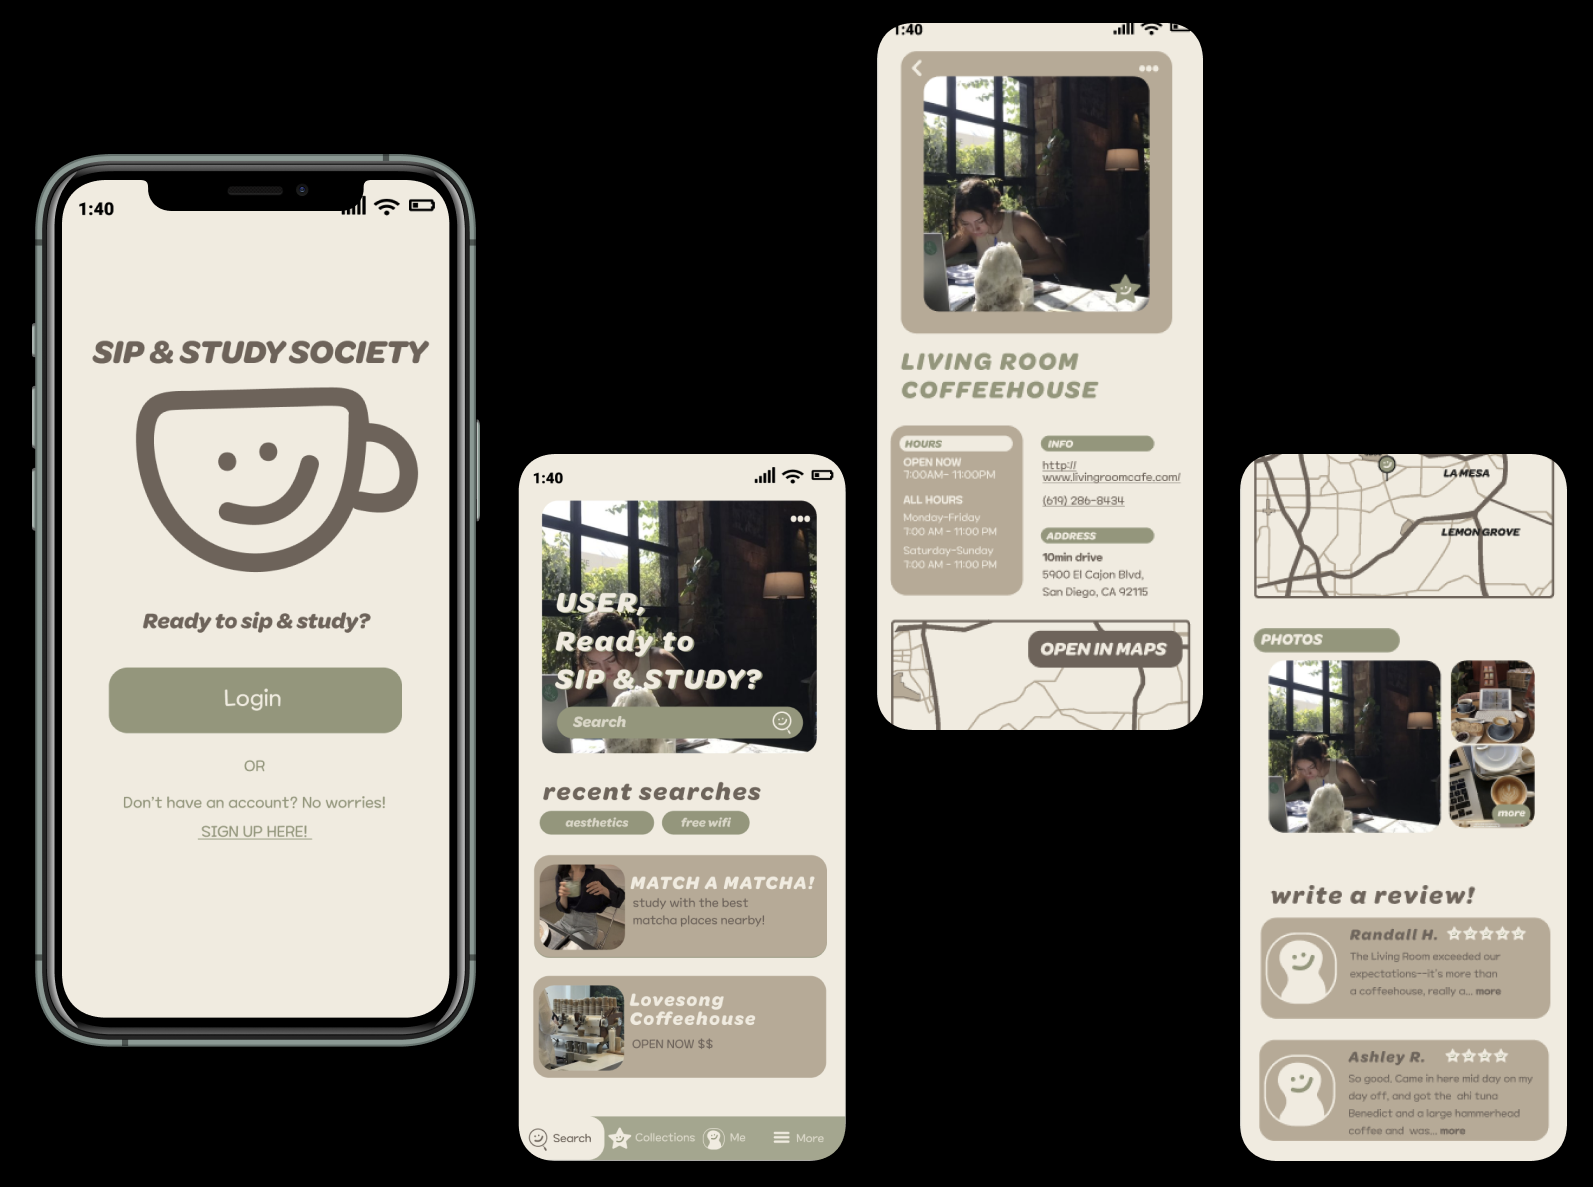 1:40
SIP & STUDY SOCIETY
Ready to sip & study?
Login
OR
Don't have an account? No worries!
SIGN UP HERE!
1:40
USER,
Ready to
SIP & STUDY?
Search
recent searches
aesthetics
free wifi
MATCH A MATCHA!
study with the best
matcha places nearby!
Lovesong
Coffeehouse
OPEN NOW $$
Search
Collections
Me
More
1:40
LIVING ROOM
COFFEEHOUSE
HOURS
OPEN NOW
7:00AM- 11:00PM
ALL HOURS
Monday-Friday
7:00 AM - 11:00 PM
Saturday-Sunday
7:00 AM - 11:00 PM
INFO
http://
www.livingroomcafe.com/
(619) 286-8434
ADDRESS
10min drive
5900 El Cajon Blvd,
San Diego, CA 92115
OPEN IN MAPS
LA MESA
LEMON GROVE
PHOTOS
more
write a review!
Randall H.
The Living Room exceeded our
expectations--it's more than
a coffeehouse, really a... more
Ashley R.
So good. Came in here mid day on my
day off, and got the ahi tuna
Benedict and a large hammerhead
coffee and was... more